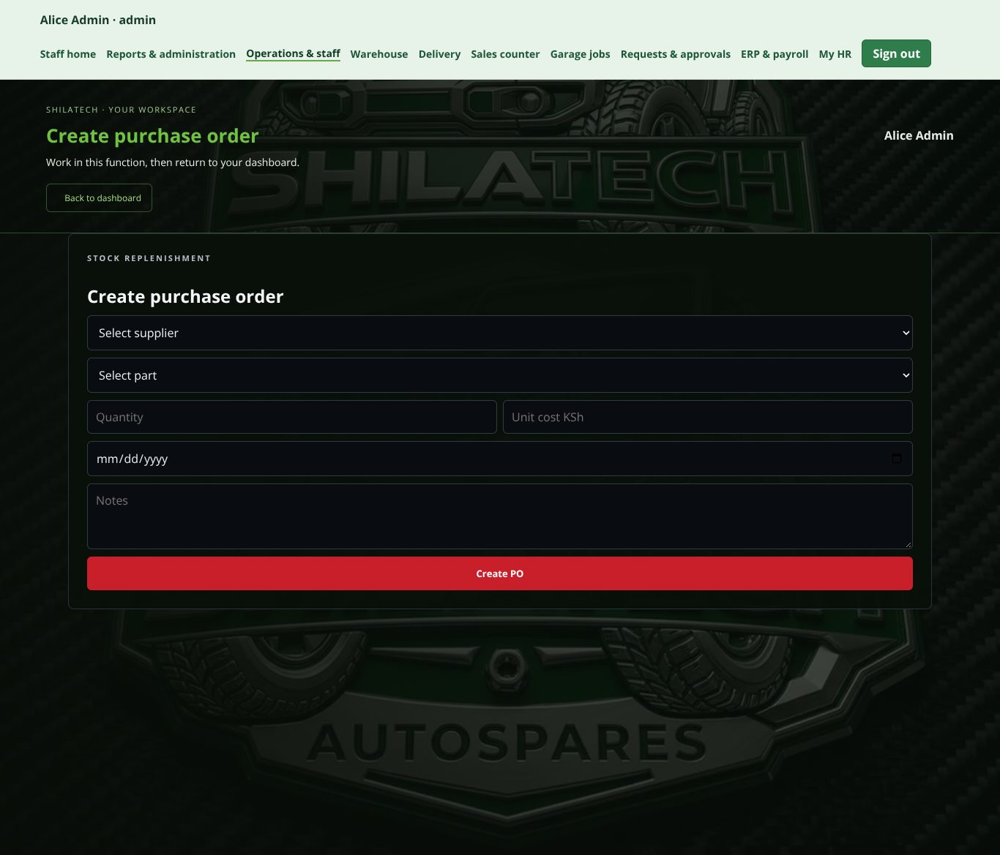 Alice Admin · admin
Staff home Reports & administration Operations & staff Warehouse Delivery Sales counter Garage jobs Requests & approvals ERP & payroll My HR Sign out
SHILATECH · YOUR WORKSPACE
Create purchase order
Alice Admin
Work in this function, then return to your dashboard.
SHILATECH
Back to dashboard
STOCK REPLENISHMENT
Create purchase order
Select supplier
Select part
Quantity Unit cost KSh
mm/dd/yyyy
Notes
Create PO
AUTOSPARES